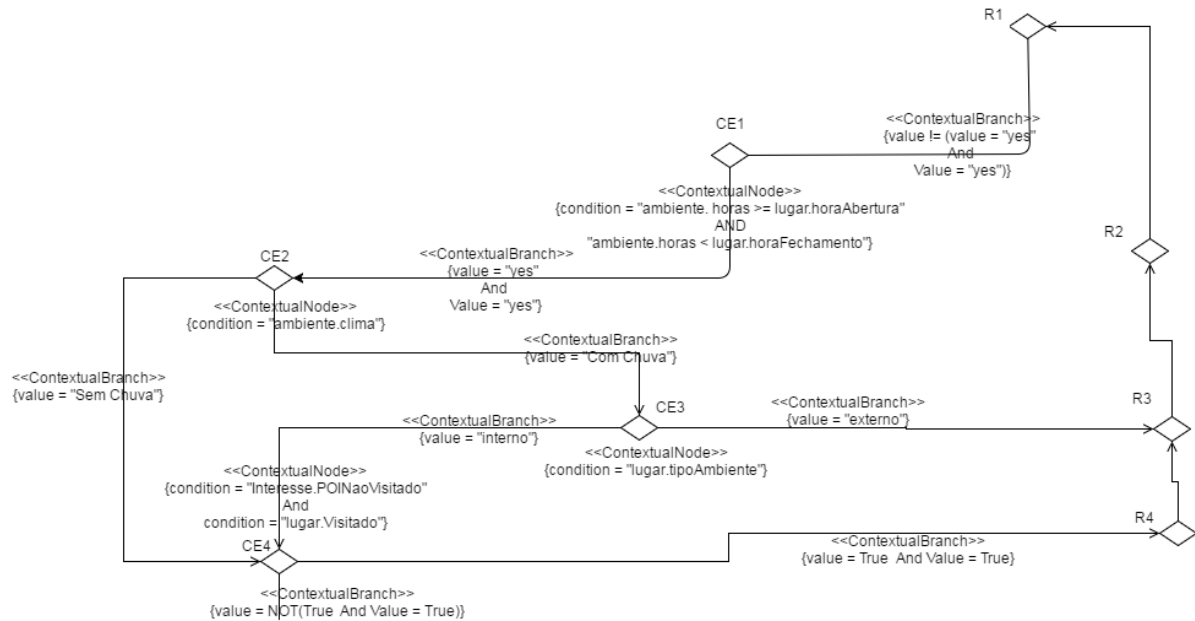 R1
<<ContextualBranch>>
{value != (value = "yes"
And
Value = "yes")}
CE1
<<ContextualNode>>
{condition = "ambiente. horas >= lugar.horaAbertura"
AND
"ambiente.horas < lugar.horaFechamento"}
R2
CE2
<<ContextualBranch>>
{value = "yes"
And
Value = "yes"}
<<ContextualNode>>
{condition = "ambiente.clima"}
<<ContextualBranch>>
{value = "Com Chuva"}
<<ContextualBranch>>
{value = "Sem Chuva"}
CE3
<<ContextualBranch>>
{value = "interno"}
<<ContextualBranch>>
{value = "externo"}
R3
<<ContextualNode>>
{condition = "lugar.tipoAmbiente"}
<<ContextualNode>>
{condition = "Interesse.POINaoVisitado"
And
condition = "lugar.Visitado"}
CE4
R4
<<ContextualBranch>>
{value = True  And Value = True}
<<ContextualBranch>>
{value = NOT(True  And Value = True)}